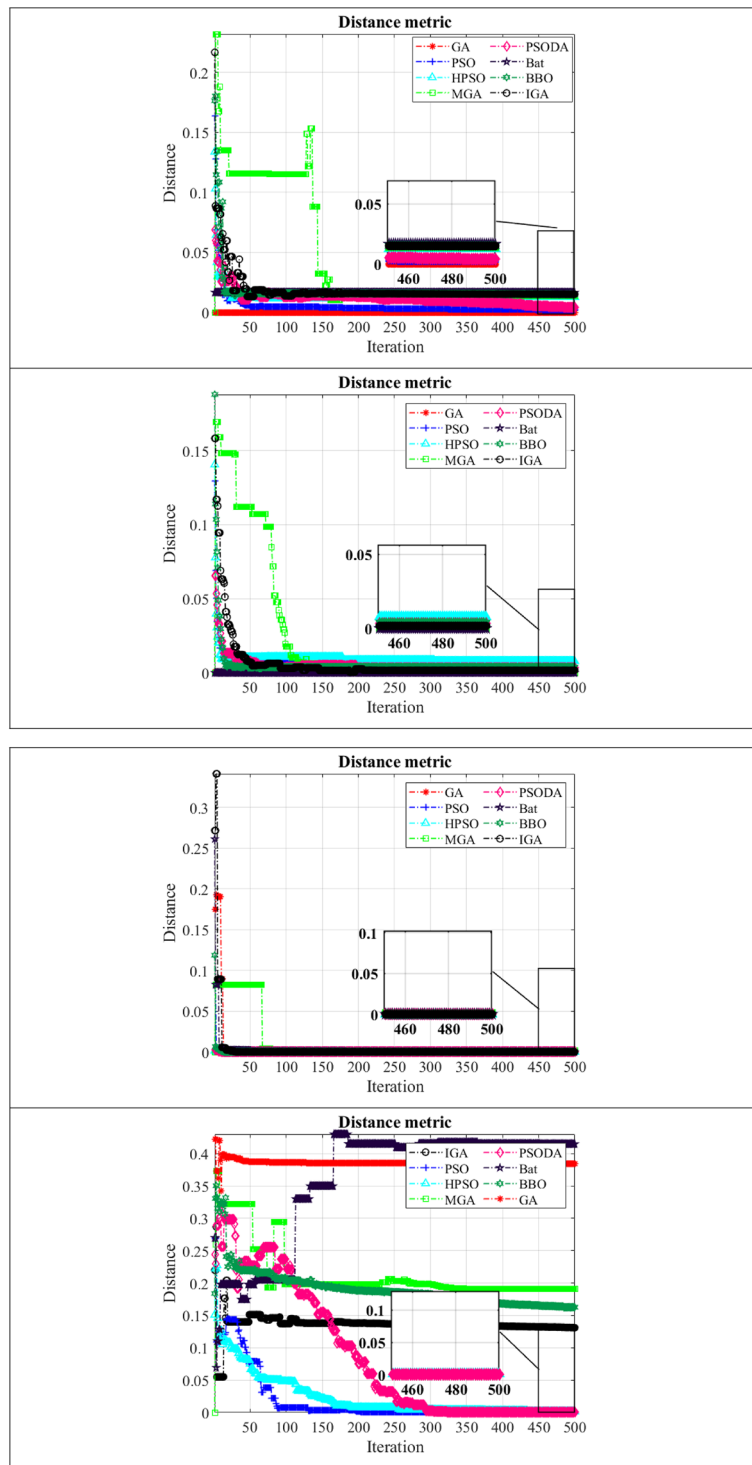 Distance metric
GA PSODA
PSO Bat
HPSO BBO
MGA IGA
Distance
0.2
0.15
0.1
0.05
0
0.05
0
460 480 500
50 100 150 200 250 300 350 400 450 500
Iteration
Distance metric
GA PSODA
PSO Bat
HPSO BBO
MGA IGA
Distance
0.15
0.1
0.05
0
0.05
0
460 480 500
50 100 150 200 250 300 350 400 450 500
Iteration
Distance metric
GA PSODA
PSO Bat
HPSO BBO
MGA IGA
Distance
0.3
0.25
0.2
0.15
0.1
0.05
0
0.1
0.05
0
460 480 500
50 100 150 200 250 300 350 400 450 500
Iteration
Distance metric
IGA PSODA
PSO Bat
HPSO BBO
MGA GA
Distance
0.4
0.35
0.3
0.25
0.2
0.15
0.1
0.05
0
0.1
0.05
0
460 480 500
50 100 150 200 250 300 350 400 450 500
Iteration